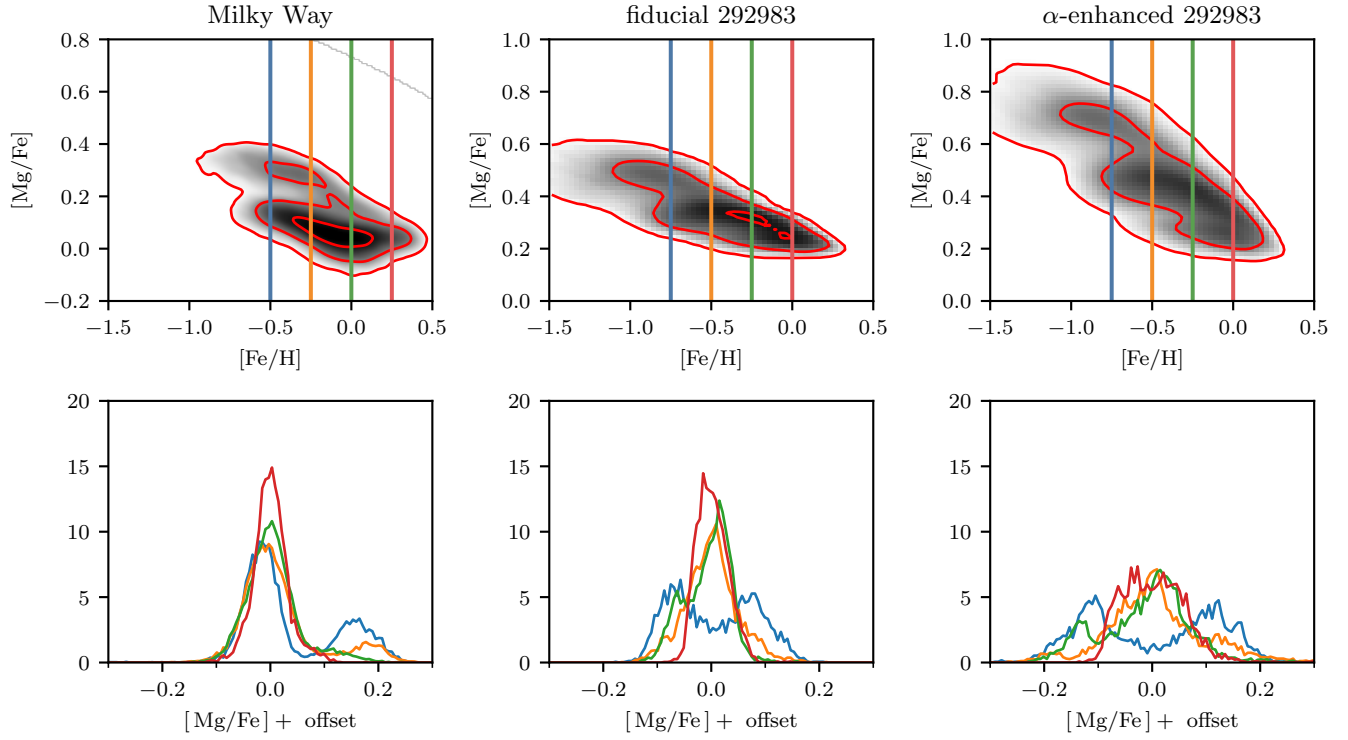 Milky Way
fiducial 292983
α-enhanced 292983
0.8
0.6
0.4
0.2
0.0
−0.2
[Mg/Fe]
−1.5 −1.0 −0.5 0.0 0.5
[Fe/H]
1.0
0.8
0.6
0.4
0.2
0.0
[Mg/Fe]
−1.5 −1.0 −0.5 0.0 0.5
[Fe/H]
1.0
0.8
0.6
0.4
0.2
0.0
[Mg/Fe]
−1.5 −1.0 −0.5 0.0 0.5
[Fe/H]
20
15
10
5
0
−0.2 0.0 0.2
[Mg/Fe] + offset
20
15
10
5
0
−0.2 0.0 0.2
[Mg/Fe] + offset
20
15
10
5
0
−0.2 0.0 0.2
[Mg/Fe] + offset